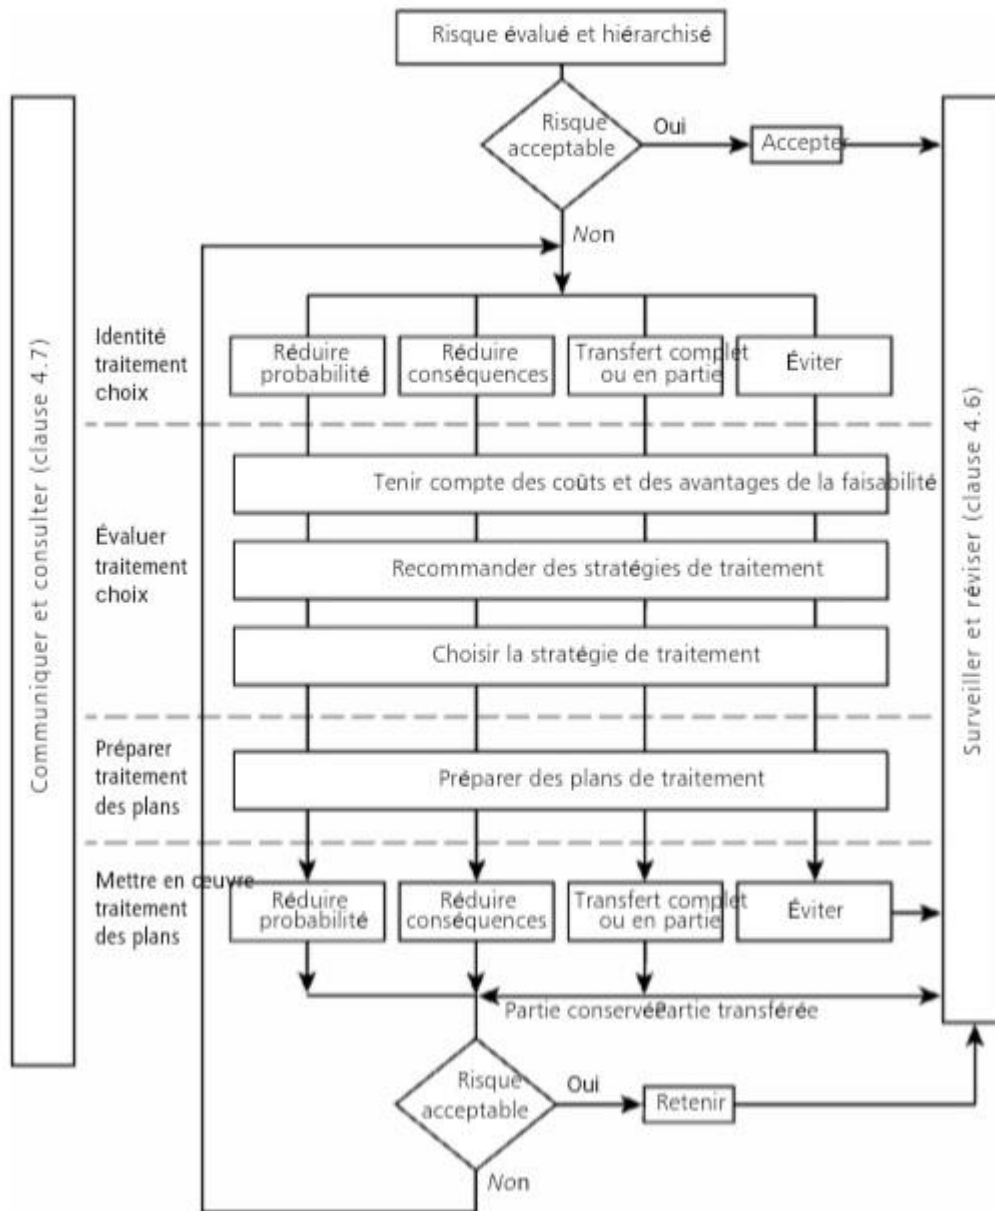 Risque évalué et hiérarchisé
Risque
acceptable
Oui
Accepter
Non
Communiquer et consulter (clause 4.7)
Surveiller et réviser (clause 4.6)
Identité
traitement
choix
Réduire
probabilité
Réduire
conséquences
Transfert complet
ou en partie
Éviter
Évaluer
traitement
choix
Tenir compte des coûts et des avantages de la faisabilité
Recommander des stratégies de traitement
Choisir la stratégie de traitement
Préparer
traitement
des plans
Préparer des plans de traitement
Mettre en œuvre
traitement
des plans
Réduire
probabilité
Réduire
conséquences
Transfert complet
ou en partie
Éviter
Partie conservée
Partie transférée
Risque
acceptable
Oui
Retenir
Non